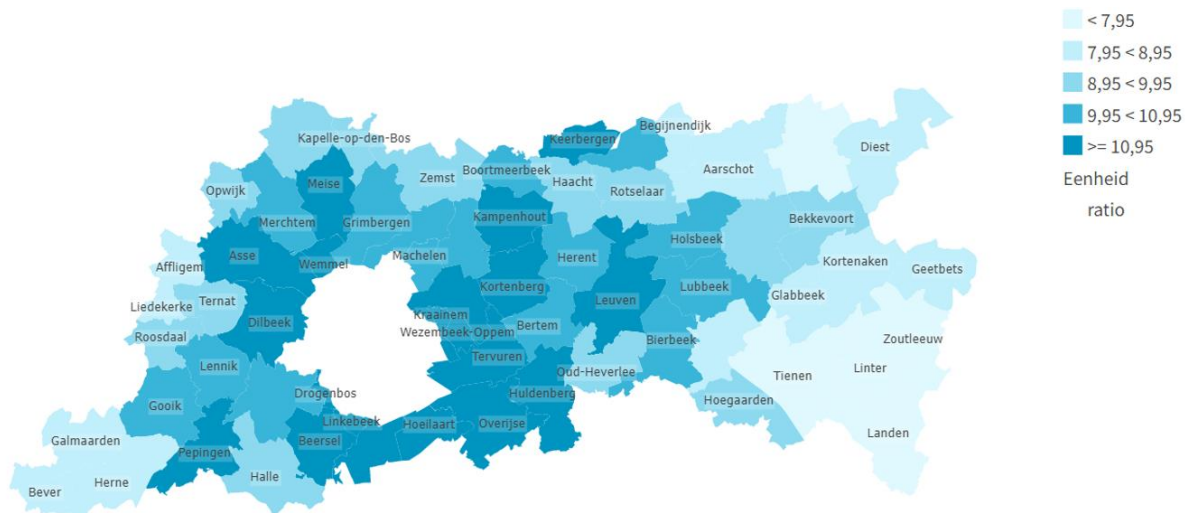 < 7,95
7,95 < 8,95
8,95 < 9,95
9,95 < 10,95
>= 10,95
Eenheid
ratio
Kapelle-op-den-Bos
Keerbergen
Begijnendijk
Diest
Opwijk
Meise
Zemst
Boortmeerbeek
Haacht
Rotselaar
Aarschot
Merchtem
Grimbergen
Kampenhout
Bekkevoort
Affligem
Asse
Wemmel
Machelen
Herent
Holsbeek
Kortenaken
Geetbets
Liedekerke
Ternat
Dilbeek
Kortenberg
Leuven
Lubbeek
Glabbeek
Roosdaal
Kraainem
Wezembeek-Oppem
Bertem
Bierbeek
Zoutleeuw
Lennik
Tervuren
Oud-Heverlee
Tienen
Linter
Gooik
Drogenbos
Huldenberg
Hoegaarden
Galmaarden
Pepingen
Beersel
Linkebeek
Hoeilaart
Overijse
Landen
Bever
Herne
Halle